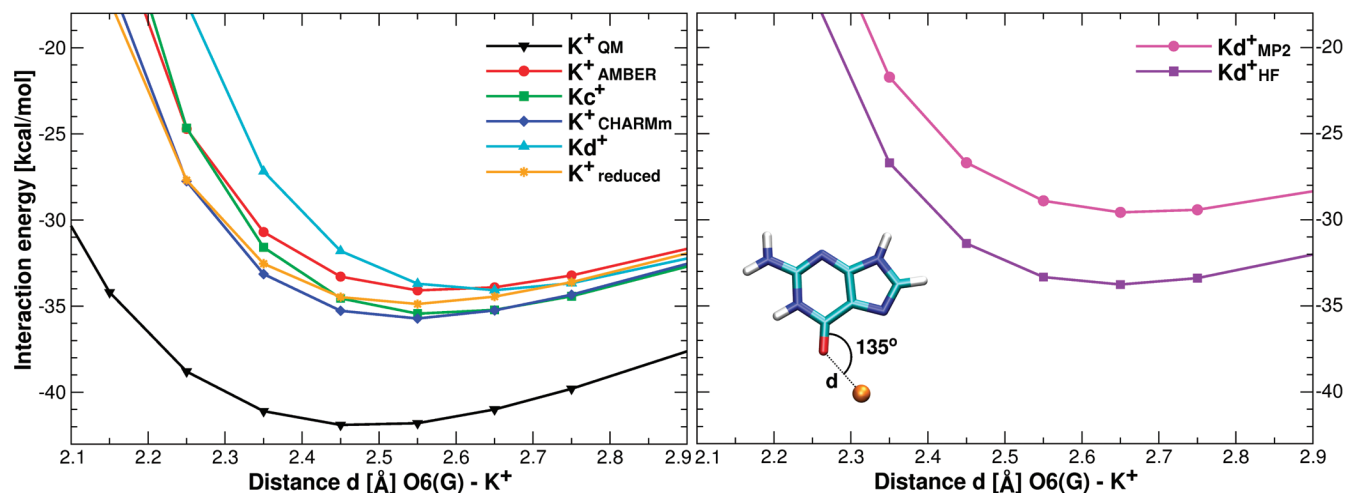 Interaction energy [kcal/mol]
-20
-25
-30
-35
-40
K⁺ QM
K⁺ AMBER
Kc⁺
K⁺ CHARMm
Kd⁺
K⁺ reduced
2.1 2.2 2.3 2.4 2.5 2.6 2.7 2.8 2.9
Distance d [Å] O6(G) - K⁺
Kd⁺ MP2
Kd⁺ HF
135°
d
-20
-25
-30
-35
-40
2.1 2.2 2.3 2.4 2.5 2.6 2.7 2.8 2.9
Distance d [Å] O6(G) - K⁺